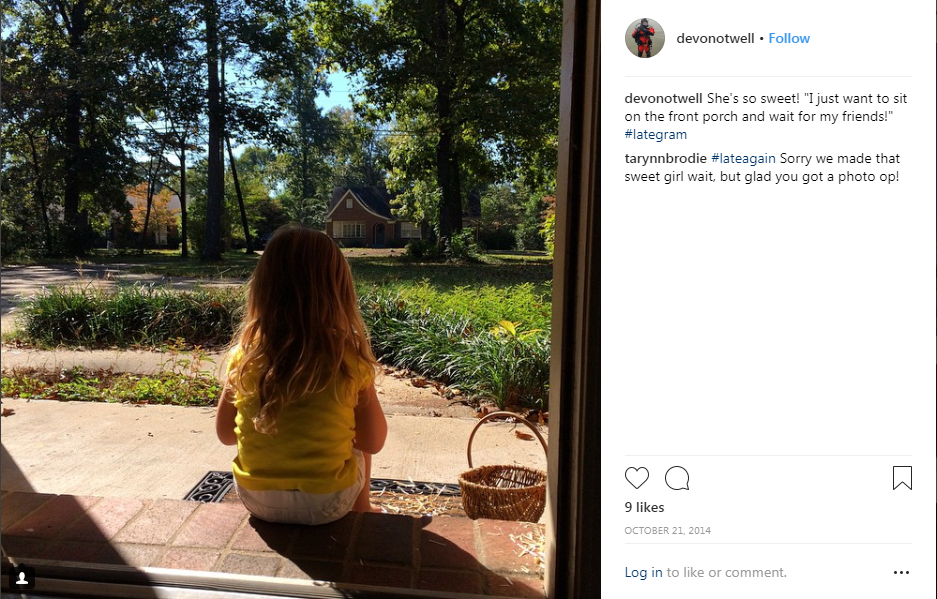 devonotwell • Follow
devonotwell She's so sweet! "I just want to sit
on the front porch and wait for my friends!"
#lategram
tarynnbrodie #lateagain Sorry we made that
sweet girl wait, but glad you got a photo op!
9 likes
OCTOBER 21, 2014
Log in to like or comment.